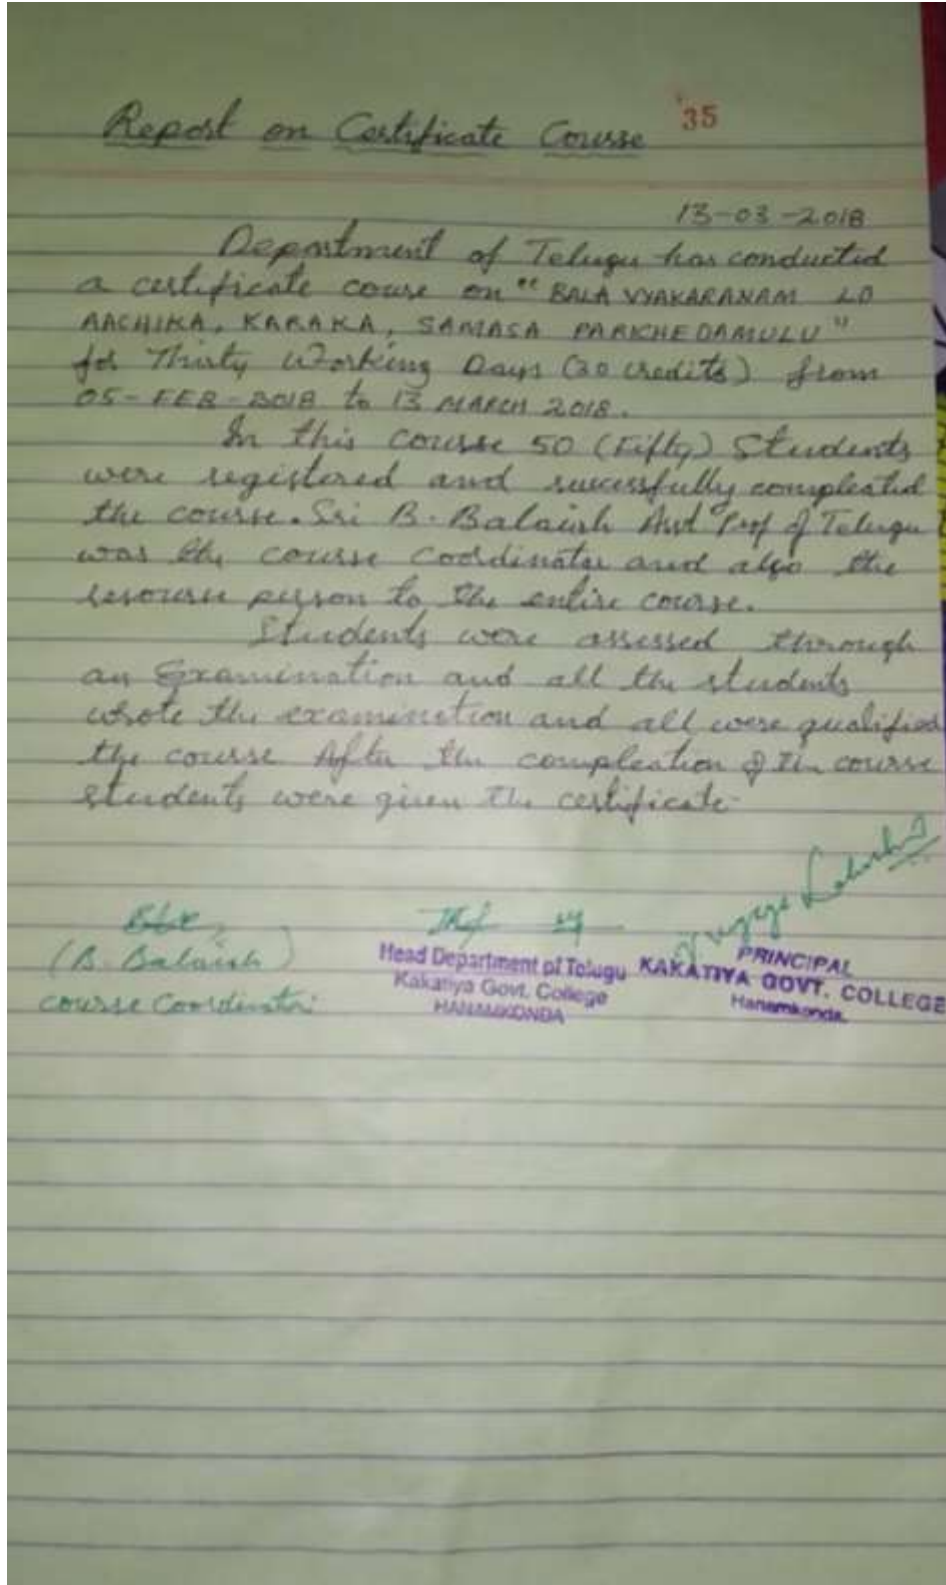 35
Report on Certificate Course
13-03-2018
Department of Telugu has conducted
a certificate couse on "BALA VYAKARANAM LO
AACHIKA, KARAKA, SAMASA PARICHEDAMULU"
for Thirty Working Days (30 credits) from
05-FEB-2018 to 13 MARCH 2018.
In this course 50 (Fifty) Students
were registered and sucessfully compleated
the course. Sri B. Balaiah Asst Prof of Telugu
was the course coordinator and also the
resourse person to the entire course.
Students were assessed through
an Examination and all the students
wrote the examination and all were qualified
the course After the compleation of the course
students were given the certificate
(B. Balaiah)
course Coordinator
Head Department of Telugu
Kakatiya Govt. College
HANAMKONDA
PRINCIPAL
KAKATIYA GOVT. COLLEGE
Hanamkonda.